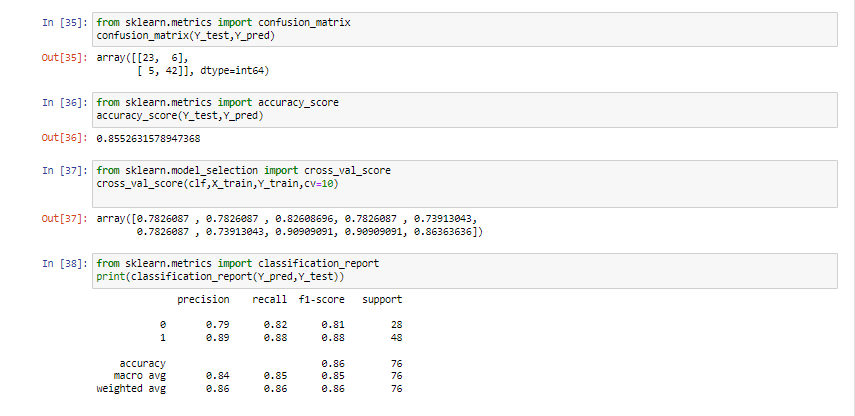 In [35]: from sklearn.metrics import confusion_matrix
confusion_matrix(Y_test,Y_pred)
Out[35]: array([[23,  6],
       [ 5, 42]], dtype=int64)
In [36]: from sklearn.metrics import accuracy_score
accuracy_score(Y_test,Y_pred)
Out[36]: 0.8552631578947368
In [37]: from sklearn.model_selection import cross_val_score
cross_val_score(clf,X_train,Y_train,cv=10)
Out[37]: array([0.7826087 , 0.7826087 , 0.82608696, 0.7826087 , 0.73913043,
       0.7826087 , 0.73913043, 0.90909091, 0.90909091, 0.86363636])
In [38]: from sklearn.metrics import classification_report
print(classification_report(Y_pred,Y_test))
precision recall f1-score support
0 0.79 0.82 0.81 28
1 0.89 0.88 0.88 48
accuracy 0.86 76
macro avg 0.84 0.85 0.85 76
weighted avg 0.86 0.86 0.86 76